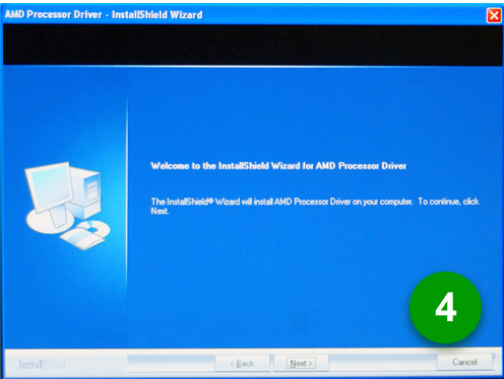 AMD Processor Driver - InstallShield Wizard
Welcome to the InstallShield Wizard for AMD Processor Driver
The InstallShield® Wizard will install AMD Processor Driver on your computer. To continue, click
Next.
4
InstallShield
< Back
Next >
Cancel